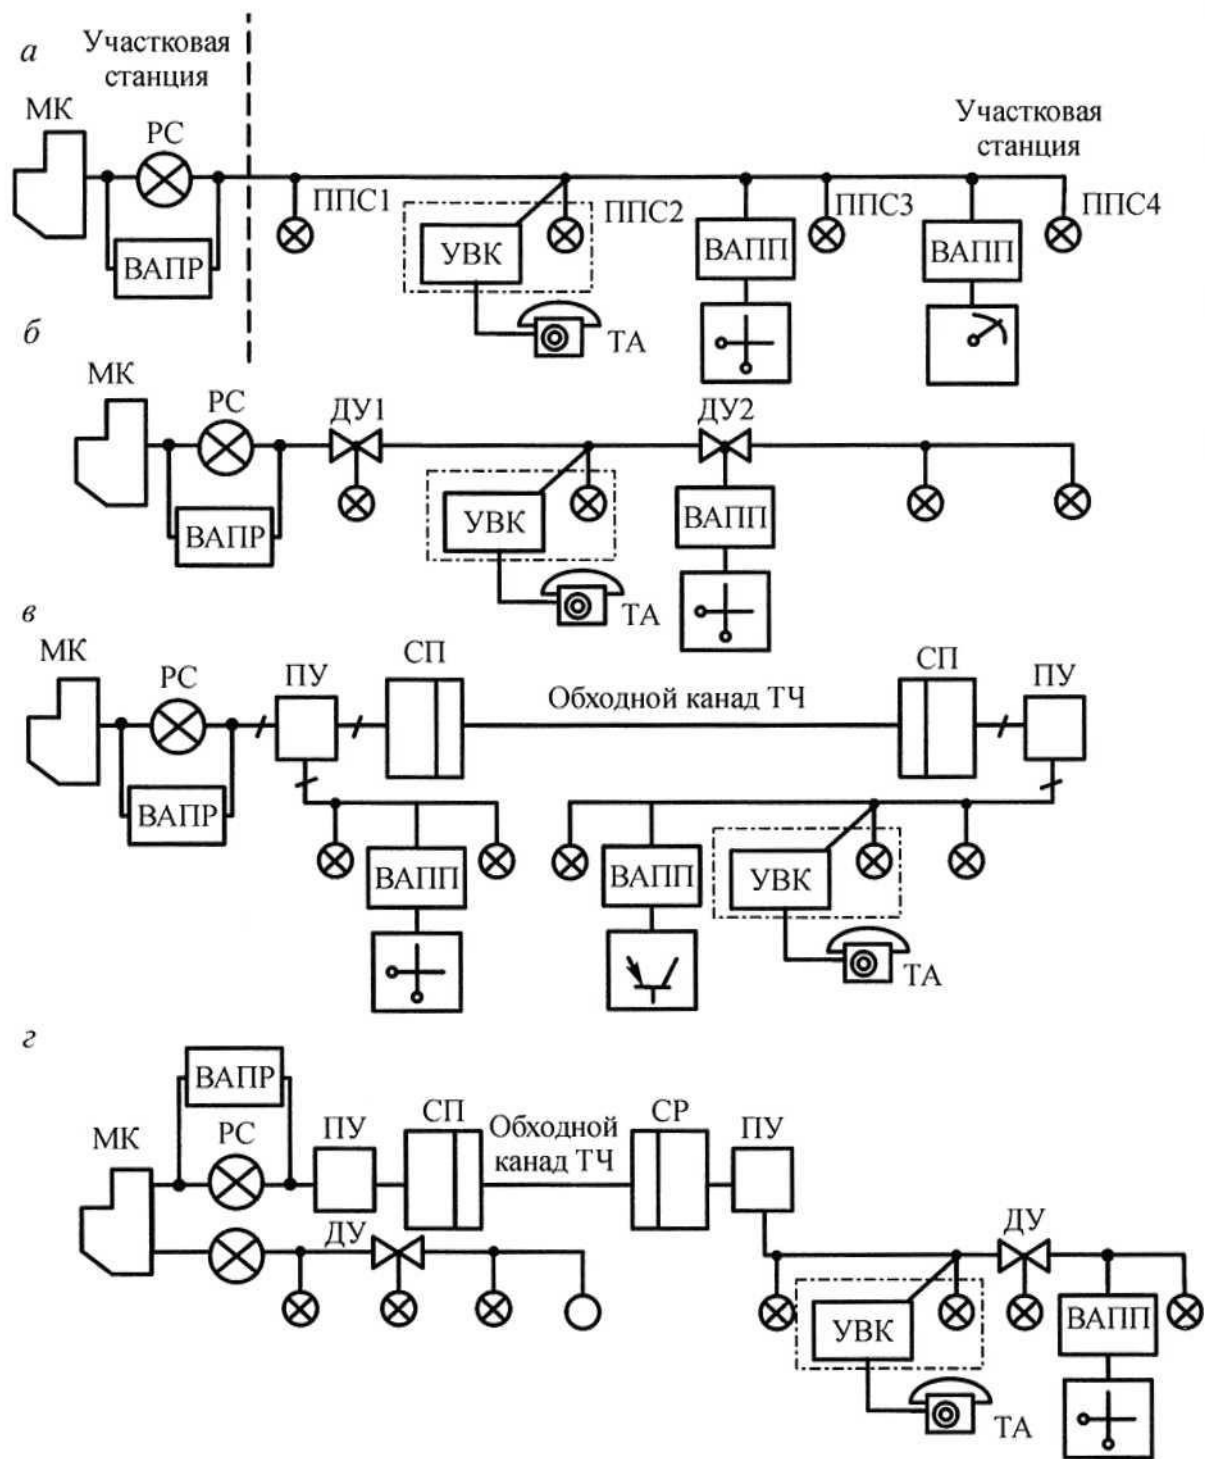 а
Участковая
станция
МК
РС
ВАПР
ППС1
ППС2
УВК
ТА
ВАПП
ППС3
Участковая
станция
ВАПП
ППС4
б
МК
РС
ВАПР
ДУ1
УВК
ТА
ДУ2
ВАПП
в
МК
РС
ВАПР
ПУ
СП
Обходной канад ТЧ
СП
ПУ
ВАПП
ВАПП
УВК
ТА
г
ВАПР
МК
РС
ПУ
СП
Обходной
канад ТЧ
СР
ПУ
ДУ
ДУ
УВК
ТА
ВАПП